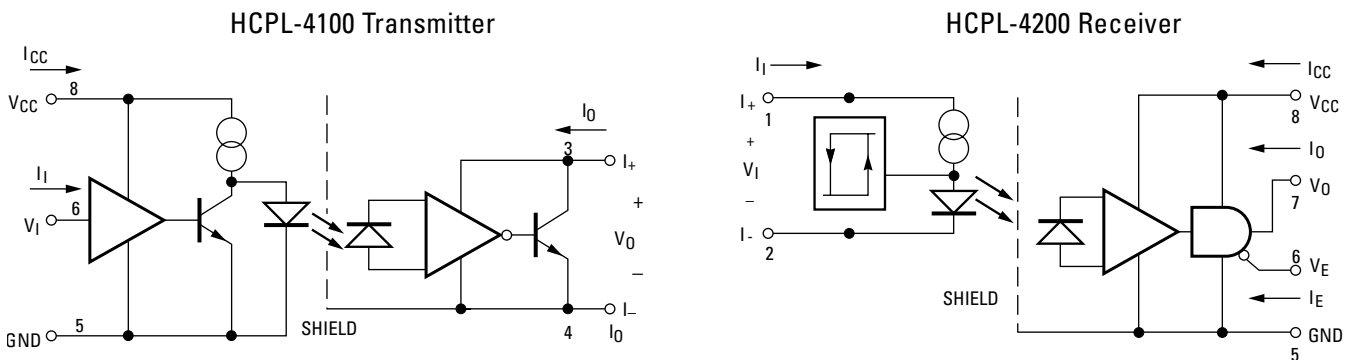 HCPL-4100 Transmitter
ICC
8
VCC
II
6
VI
5
GND
SHIELD
IO
3
I+
+
VO
–
I–
4
IO
HCPL-4200 Receiver
II
I+
1
+
VI
–
I-
2
SHIELD
ICC
VCC
8
IO
VO
7
6
VE
IE
GND
5